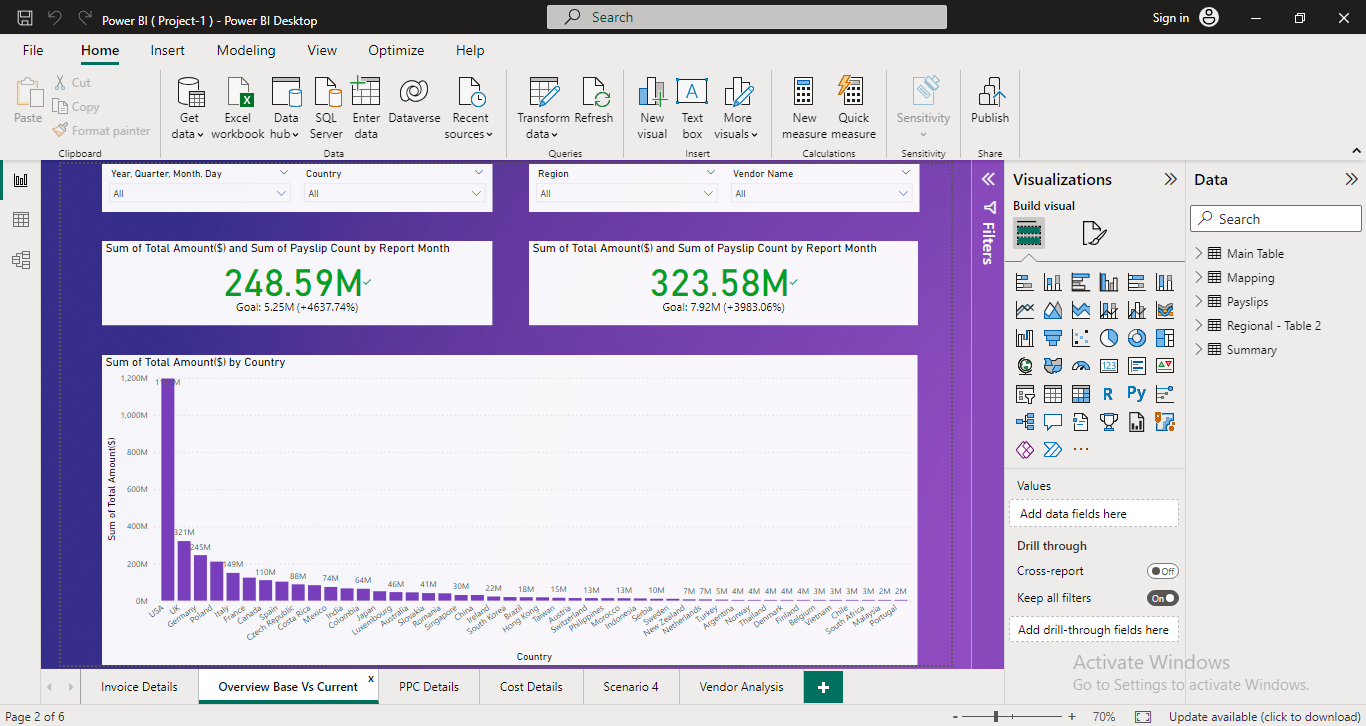 Power BI ( Project-1 ) - Power BI Desktop
Search
Sign in
File Home Insert Modeling View Optimize Help
Paste
Cut
Copy
Format painter
Clipboard
Get data
Excel workbook
Data hub
SQL Server
Enter data
Dataverse
Recent sources
Data
Transform data
Refresh
Queries
New visual
Text box
More visuals
Insert
New measure
Quick measure
Calculations
Sensitivity
Sensitivity
Publish
Share
Year, Quarter, Month, Day
All
Country
All
Region
All
Vendor Name
All
Sum of Total Amount($) and Sum of Payslip Count by Report Month
248.59M
Goal: 5.25M (+4637.74%)
Sum of Total Amount($) and Sum of Payslip Count by Report Month
323.58M
Goal: 7.92M (+3983.06%)
Sum of Total Amount($) by Country
Sum of Total Amount($)
1,200M
1,000M
800M
600M
400M
200M
0M
321M 245M 149M 110M 88M 74M 64M 46M 41M 30M 22M 18M 15M 13M 13M 10M 7M 7M 5M 4M 4M 4M 4M 4M 3M 3M 3M 3M 2M 2M
USA UK Germany Poland Italy France Canada Spain Czech Republic Costa Rica Mexico India Colombia Japan Luxembourg Australia Slovakia Romania Singapore China Ireland South Korea Brazil Hong Kong Taiwan Austria Switzerland Philippines Morocco Indonesia Serbia Sweden New Zealand Netherlands Turkey Argentina Norway Thailand Denmark Finland Belgium Vietnam Chile South Africa Malaysia Portugal
Country
Filters
Visualizations
Build visual
123
R
Py
Values
Add data fields here
Drill through
Cross-report
Off
Keep all filters
On
Add drill-through fields here
Data
Search
Main Table
Mapping
Payslips
Regional - Table 2
Summary
Activate Windows
Go to Settings to activate Windows.
Invoice Details
Overview Base Vs Current
x
PPC Details
Cost Details
Scenario 4
Vendor Analysis
+
Page 2 of 6
- + 70%
Update available (click to download)